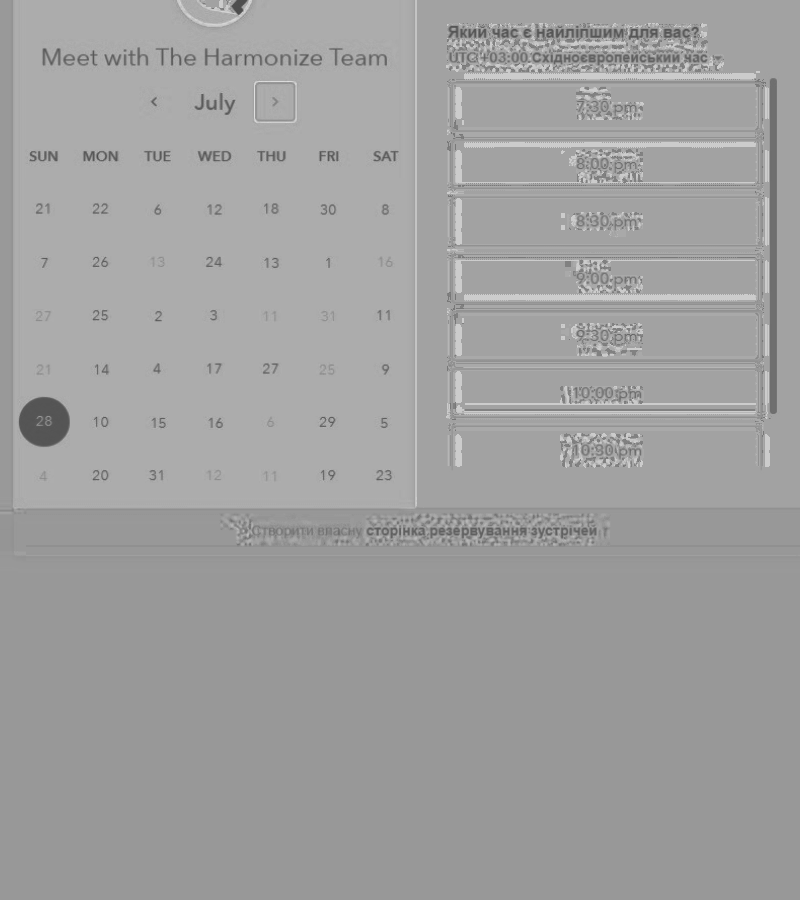 Meet with The Harmonize Team
July
SUN MON TUE WED THU FRI SAT
21 22 6 12 18 30 8
7 26 13 24 13 1 16
27 25 2 3 11 31 11
21 14 4 17 27 25 9
28 10 15 16 6 29 5
4 20 31 12 11 19 23
Який час є найліпшим для вас?
UTC+03:00 Східноєвропейський час
7:30 pm
8:00 pm
8:30 pm
9:00 pm
9:30 pm
10:00 pm
10:30 pm
Створити власну сторінка резервування зустрічей